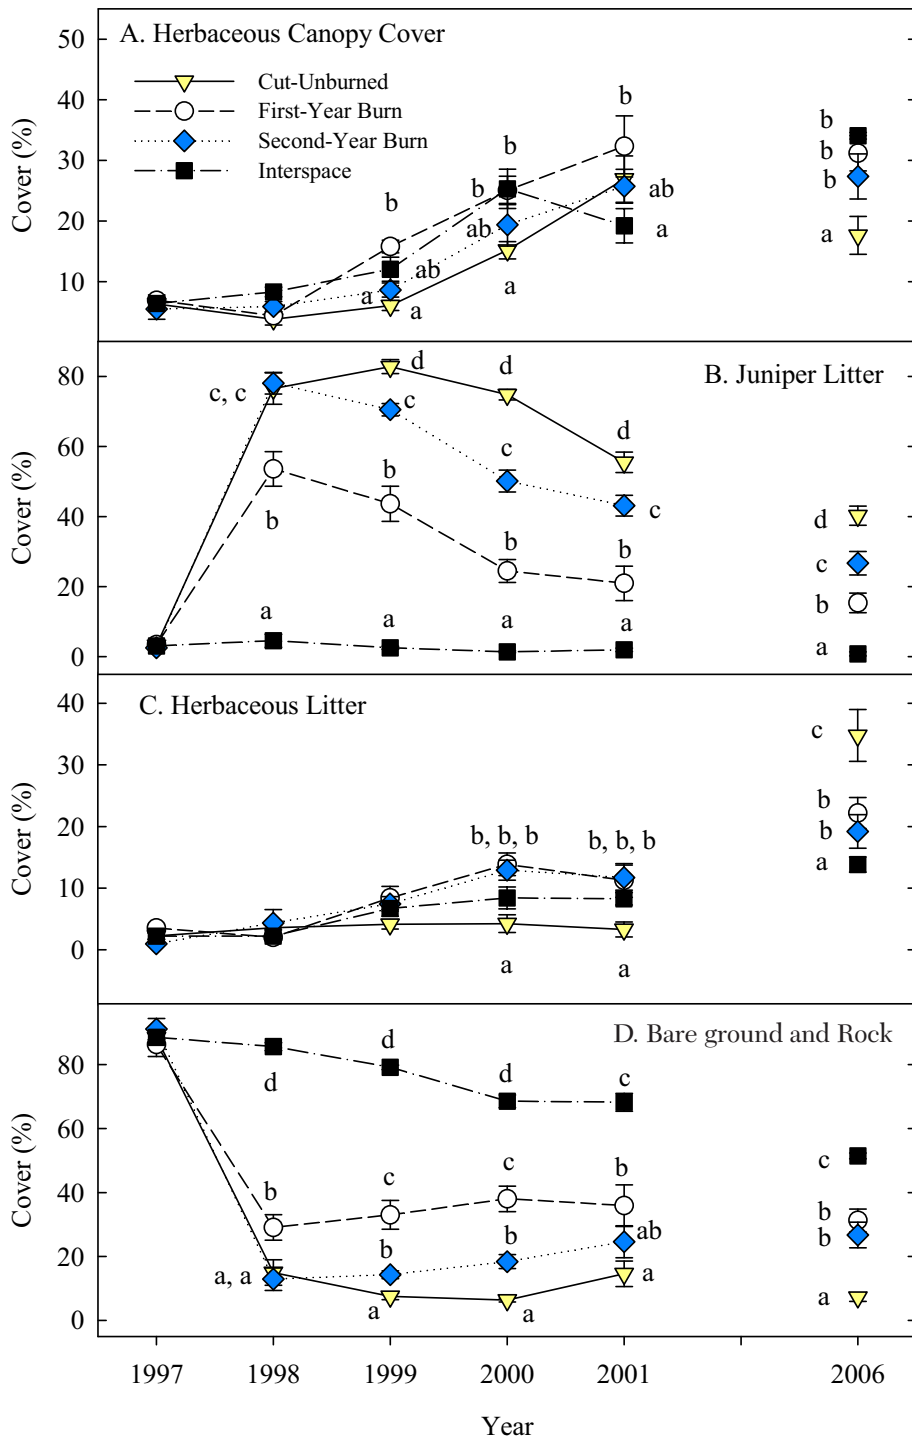 A. Herbaceous Canopy Cover
Cut-Unburned
First-Year Burn
Second-Year Burn
Interspace
Cover (%)
50
40
30
20
10
b
b
b
b
ab
a
a
b
ab
a
b
ab
a
b
b
b
a
B. Juniper Litter
Cover (%)
80
60
40
20
0
c, c
b
a
d
c
b
a
d
c
b
a
d
c
b
a
d
c
b
a
C. Herbaceous Litter
Cover (%)
40
30
20
10
0
b, b, b
a
b, b, b
a
c
b
b
a
D. Bare ground and Rock
Cover (%)
80
60
40
20
0
d
b
a, a
d
c
b
a
d
c
b
a
c
b
ab
a
c
b
b
a
1997
1998
1999
2000
2001
2006
Year